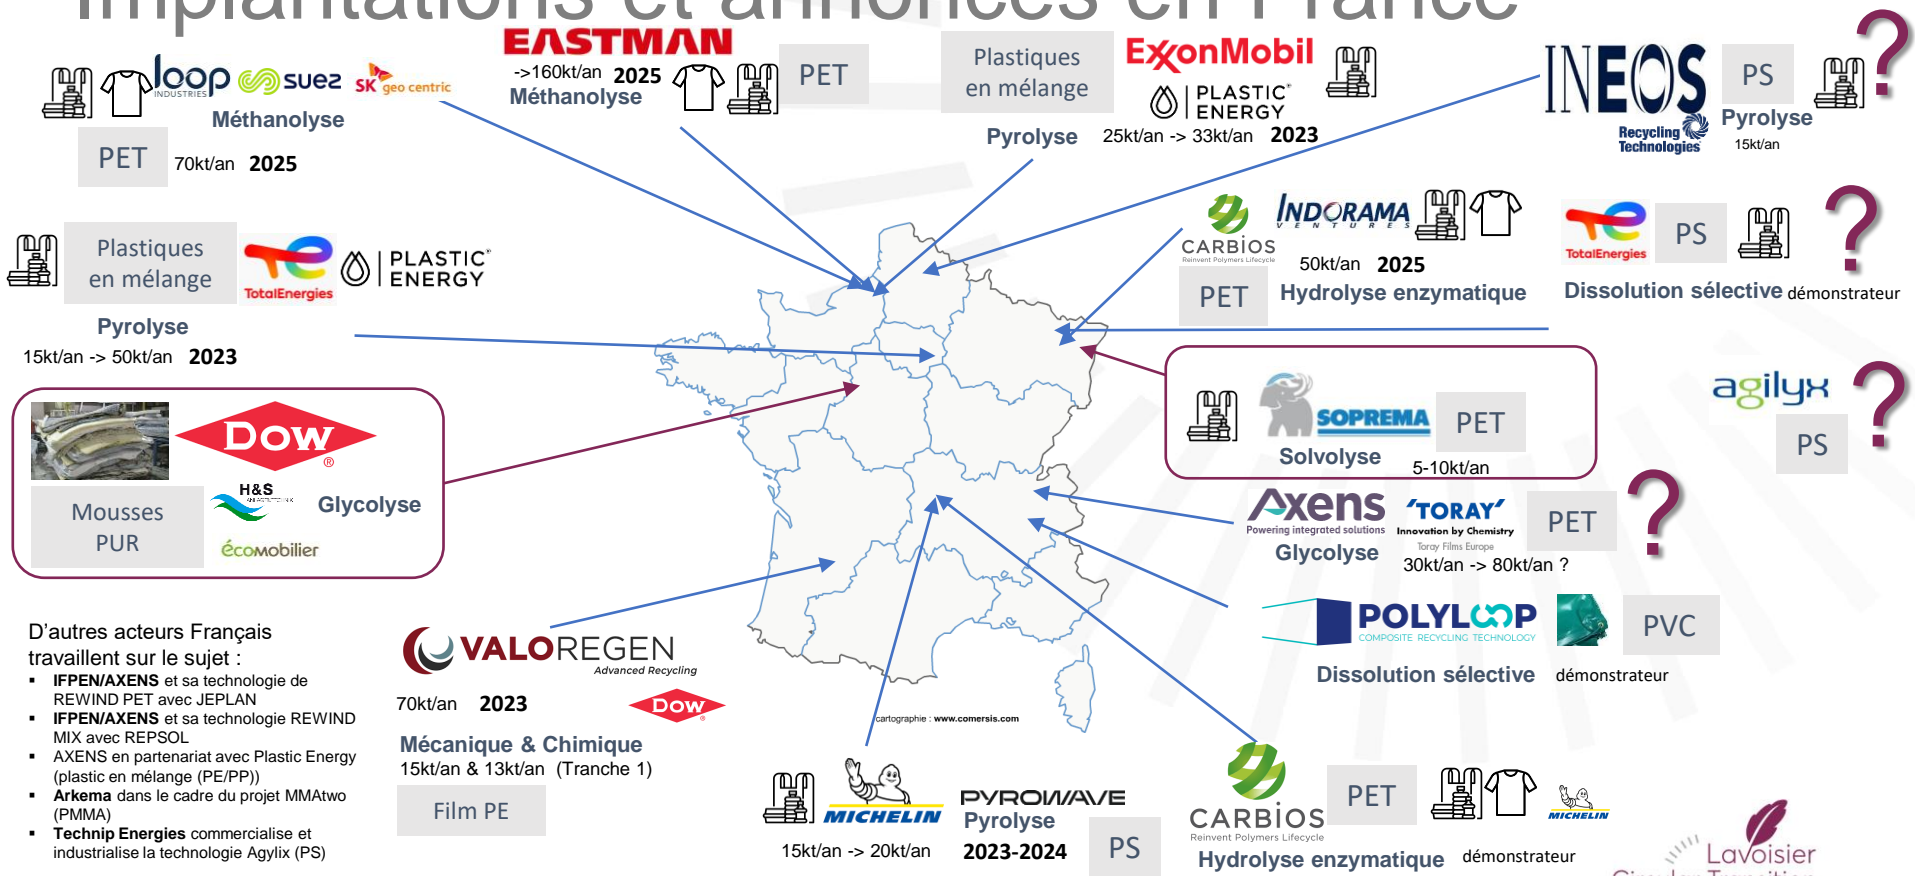 Implantations et annonces en France
loop
INDUSTRIES
suez
SK geo centric
Méthanolyse
PET
70kt/an 2025
EASTMAN
->160kt/an 2025
Méthanolyse
PET
Plastiques
en mélange
ExxonMobil
PLASTIC
ENERGY
Pyrolyse
25kt/an -> 33kt/an 2023
INEOS
Recycling
Technologies
PS
Pyrolyse
15kt/an
?
Plastiques
en mélange
TotalEnergies
PLASTIC
ENERGY
Pyrolyse
15kt/an -> 50kt/an 2023
CARBIOS
Reinvent Polymers Lifecycle
INDORAMA
VENTURES
50kt/an 2025
PET
Hydrolyse enzymatique
TotalEnergies
PS
?
Dissolution sélective démonstrateur
Dow
®
Mousses
PUR
H&S
Glycolyse
écomobilier
SOPREMA
PET
Solvolyse
5-10kt/an
agilyx
PS
?
Axens
Powering integrated solutions
'TORAY'
Innovation by Chemistry
Toray Films Europe
PET
?
Glycolyse
30kt/an -> 80kt/an ?
POLYLOOP
COMPOSITE RECYCLING TECHNOLOGY
PVC
Dissolution sélective démonstrateur
D'autres acteurs Français
travaillent sur le sujet :
▪ IFPEN/AXENS et sa technologie de
REWIND PET avec JEPLAN
▪ IFPEN/AXENS et sa technologie REWIND
MIX avec REPSOL
▪ AXENS en partenariat avec Plastic Energy
(plastic en mélange (PE/PP))
▪ Arkema dans le cadre du projet MMAtwo
(PMMA)
▪ Technip Energies commercialise et
industrialise la technologie Agylix (PS)
VALOREGEN
Advanced Recycling
70kt/an 2023
Dow
Mécanique & Chimique
15kt/an & 13kt/an (Tranche 1)
Film PE
cartographie : www.comersis.com
MICHELIN
15kt/an -> 20kt/an
PYROWAVE
Pyrolyse
2023-2024
PS
CARBIOS
Reinvent Polymers Lifecycle
PET
MICHELIN
Hydrolyse enzymatique démonstrateur
Lavoisier
Circular Transition